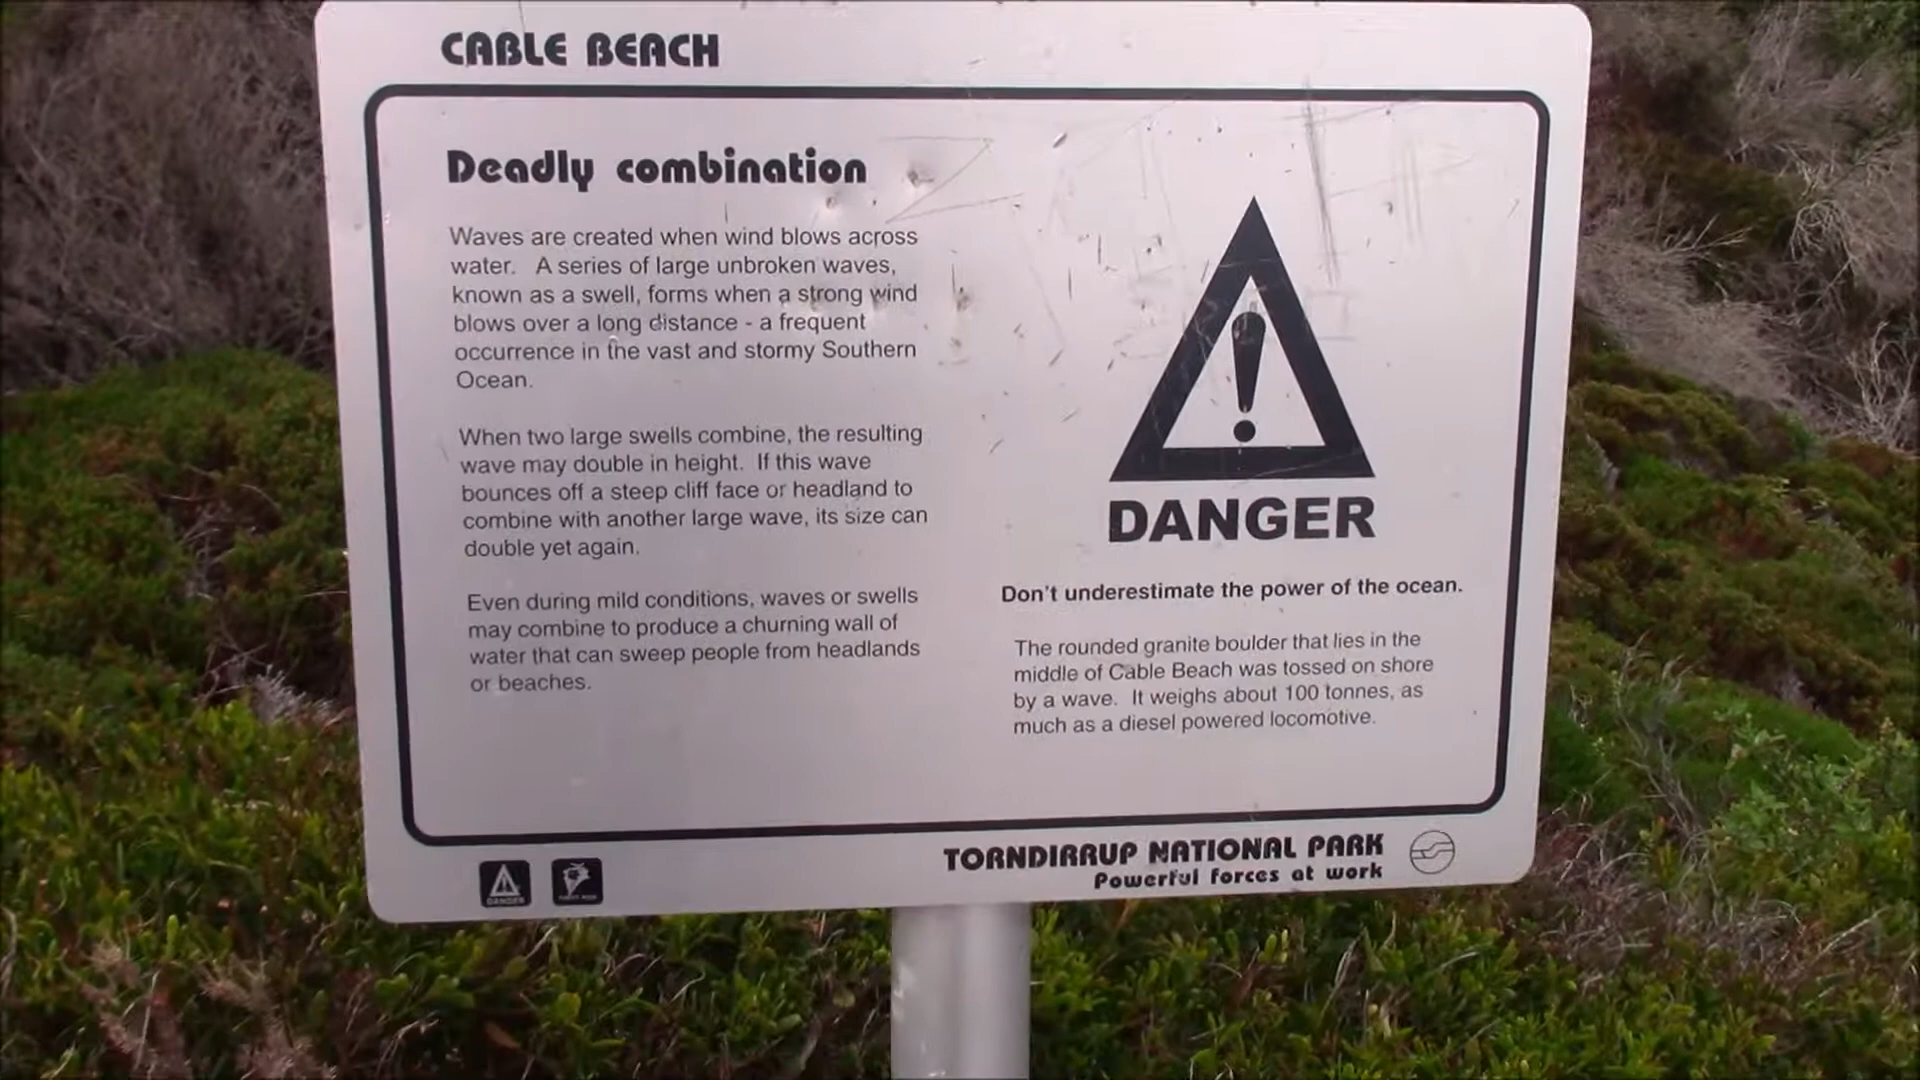 CABLE BEACH
Deadly combination
Waves are created when wind blows across
water. A series of large unbroken waves,
known as a swell, forms when a strong wind
blows over a long distance - a frequent
occurrence in the vast and stormy Southern
Ocean.
When two large swells combine, the resulting
wave may double in height. If this wave
bounces off a steep cliff face or headland to
combine with another large wave, its size can
double yet again.
Even during mild conditions, waves or swells
may combine to produce a churning wall of
water that can sweep people from headlands
or beaches.
DANGER
Don't underestimate the power of the ocean.
The rounded granite boulder that lies in the
middle of Cable Beach was tossed on shore
by a wave. It weighs about 100 tonnes, as
much as a diesel powered locomotive.
TORNDIRRUP NATIONAL PARK
Powerful forces at work
DANGER